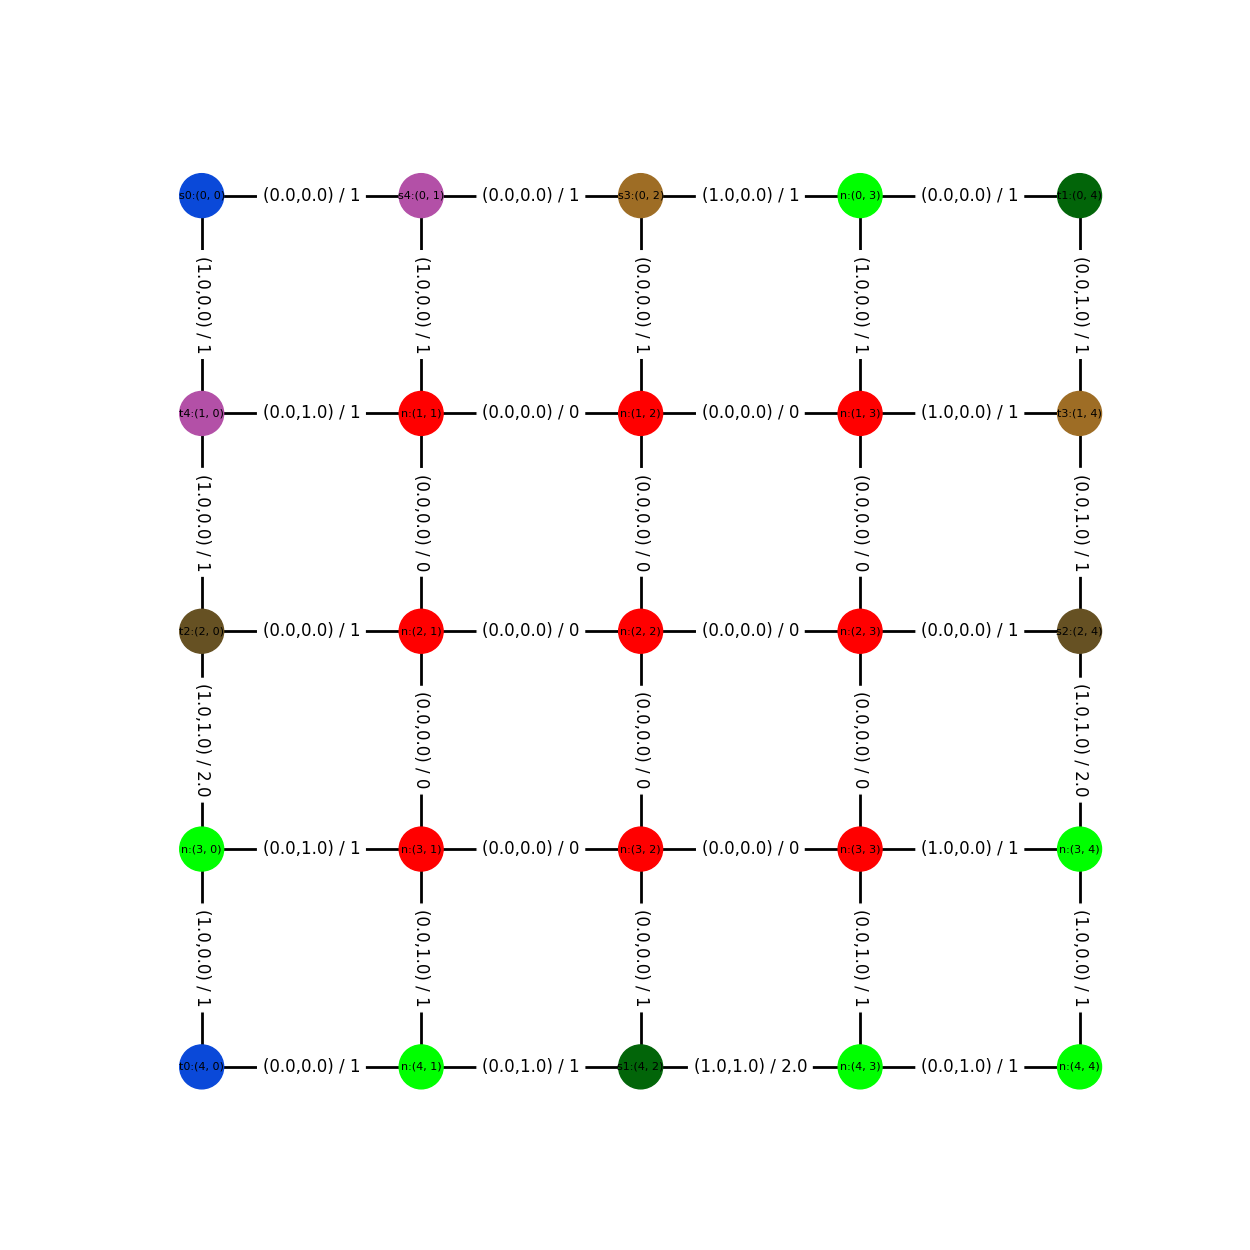 s0:(0, 0) (0.0,0.0) / 1 s4:(0, 1) (0.0,0.0) / 1 s3:(0, 2) (1.0,0.0) / 1 n:(0, 3) (0.0,0.0) / 1 t1:(0, 4)
(1.0,0.0) / 1 (1.0,0.0) / 1 (0.0,0.0) / 1 (1.0,0.0) / 1 (0.0,1.0) / 1
t4:(1, 0) (0.0,1.0) / 1 n:(1, 1) (0.0,0.0) / 0 n:(1, 2) (0.0,0.0) / 0 n:(1, 3) (1.0,0.0) / 1 t3:(1, 4)
(1.0,0.0) / 1 (0.0,0.0) / 0 (0.0,0.0) / 0 (0.0,0.0) / 0 (0.0,1.0) / 1
t2:(2, 0) (0.0,0.0) / 1 n:(2, 1) (0.0,0.0) / 0 n:(2, 2) (0.0,0.0) / 0 n:(2, 3) (0.0,0.0) / 1 s2:(2, 4)
(1.0,1.0) / 2.0 (0.0,0.0) / 0 (0.0,0.0) / 0 (0.0,0.0) / 0 (1.0,1.0) / 2.0
n:(3, 0) (0.0,1.0) / 1 n:(3, 1) (0.0,0.0) / 0 n:(3, 2) (0.0,0.0) / 0 n:(3, 3) (1.0,0.0) / 1 n:(3, 4)
(1.0,0.0) / 1 (0.0,1.0) / 1 (0.0,0.0) / 1 (0.0,1.0) / 1 (1.0,0.0) / 1
t0:(4, 0) (0.0,0.0) / 1 n:(4, 1) (0.0,1.0) / 1 s1:(4, 2) (1.0,1.0) / 2.0 n:(4, 3) (0.0,1.0) / 1 n:(4, 4)